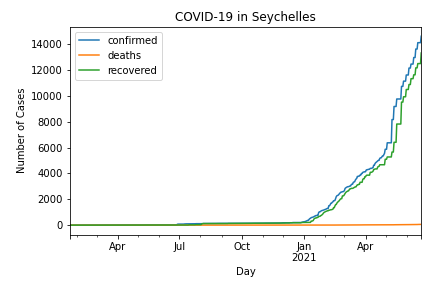 COVID-19 in Seychelles
confirmed
deaths
recovered
Number of Cases
14000
12000
10000
8000
6000
4000
2000
0
Apr
Jul
Oct
Jan
2021
Apr
Day